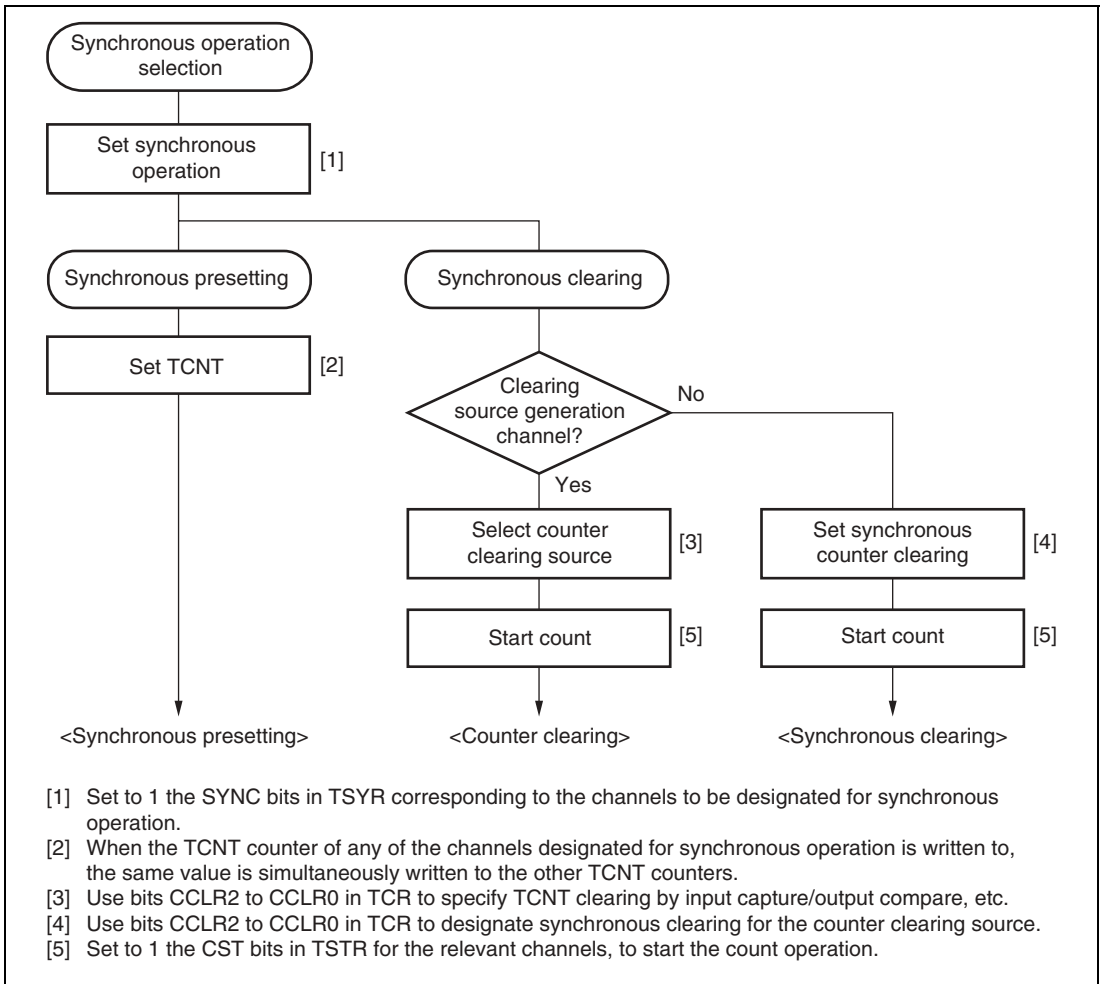 Synchronous operation
selection
Set synchronous
operation
[1]
Synchronous presetting
Synchronous clearing
Set TCNT
[2]
Clearing
source generation
channel?
No
Yes
Select counter
clearing source
[3]
Set synchronous
counter clearing
[4]
Start count
[5]
Start count
[5]
<Synchronous presetting>
<Counter clearing>
<Synchronous clearing>
[1] Set to 1 the SYNC bits in TSYR corresponding to the channels to be designated for synchronous
operation.
[2] When the TCNT counter of any of the channels designated for synchronous operation is written to,
the same value is simultaneously written to the other TCNT counters.
[3] Use bits CCLR2 to CCLR0 in TCR to specify TCNT clearing by input capture/output compare, etc.
[4] Use bits CCLR2 to CCLR0 in TCR to designate synchronous clearing for the counter clearing source.
[5] Set to 1 the CST bits in TSTR for the relevant channels, to start the count operation.